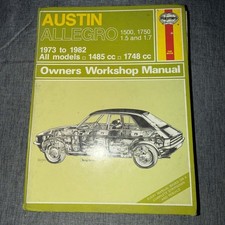 AUSTIN
ALLEGRO 1500, 1750
1.5 and 1.7
1973 to 1982
All models :: 1485 cc :: 1748 cc
Haynes
Owners Workshop Manual